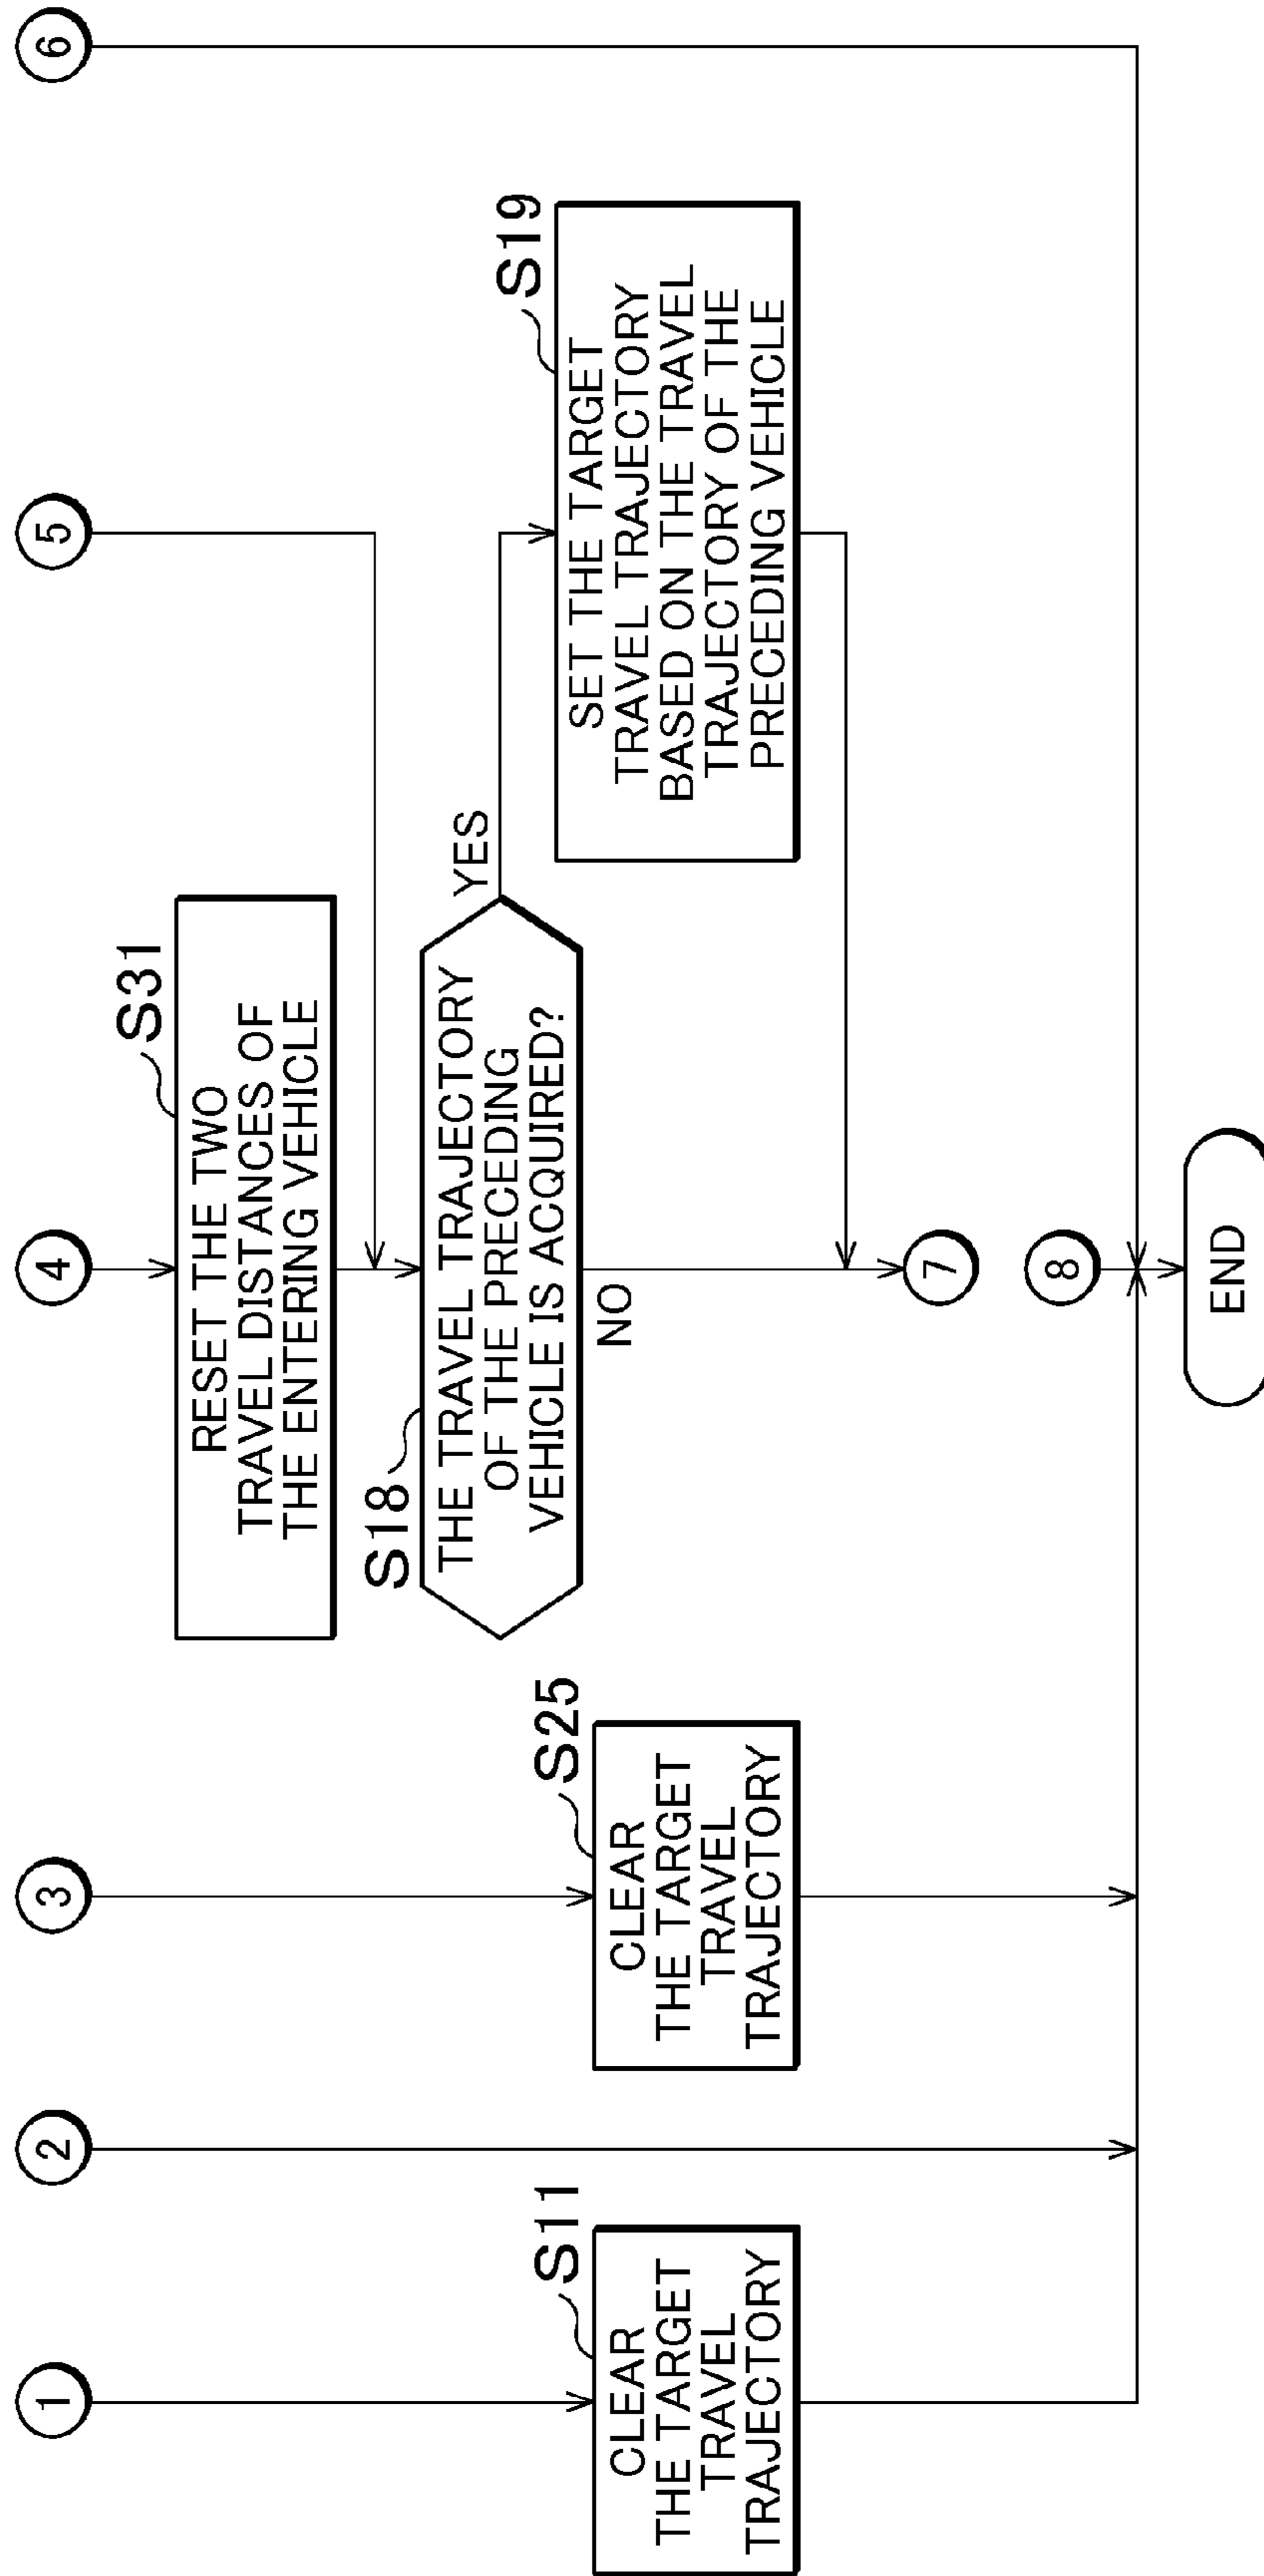 1
2
3
4
5
6
S31
RESET THE TWO
TRAVEL DISTANCES OF
THE ENTERING VEHICLE
S18
THE TRAVEL TRAJECTORY
OF THE PRECEDING
VEHICLE IS ACQUIRED?
YES
NO
S11
CLEAR
THE TARGET
TRAVEL
TRAJECTORY
S25
CLEAR
THE TARGET
TRAVEL
TRAJECTORY
S19
SET THE TARGET
TRAVEL TRAJECTORY
BASED ON THE TRAVEL
TRAJECTORY OF THE
PRECEDING VEHICLE
7
8
END